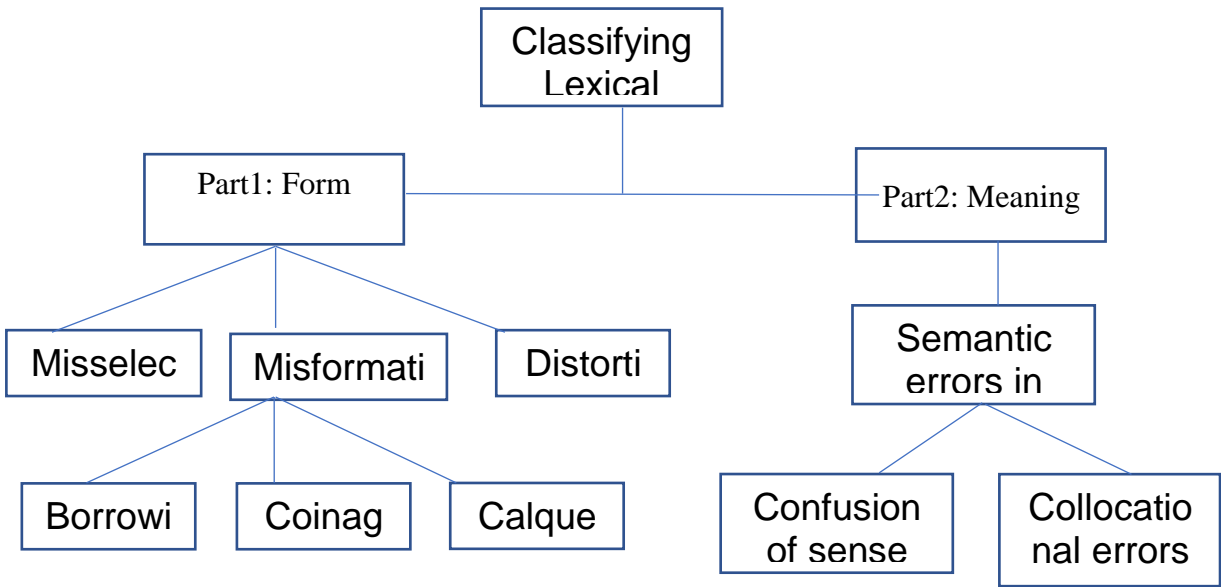 Classifying
Lexical
Part1: Form
Part2: Meaning
Misselec
Misformati
Distorti
Semantic
errors in
Borrowi
Coinag
Calque
Confusion
of sense
Collocatio
nal errors